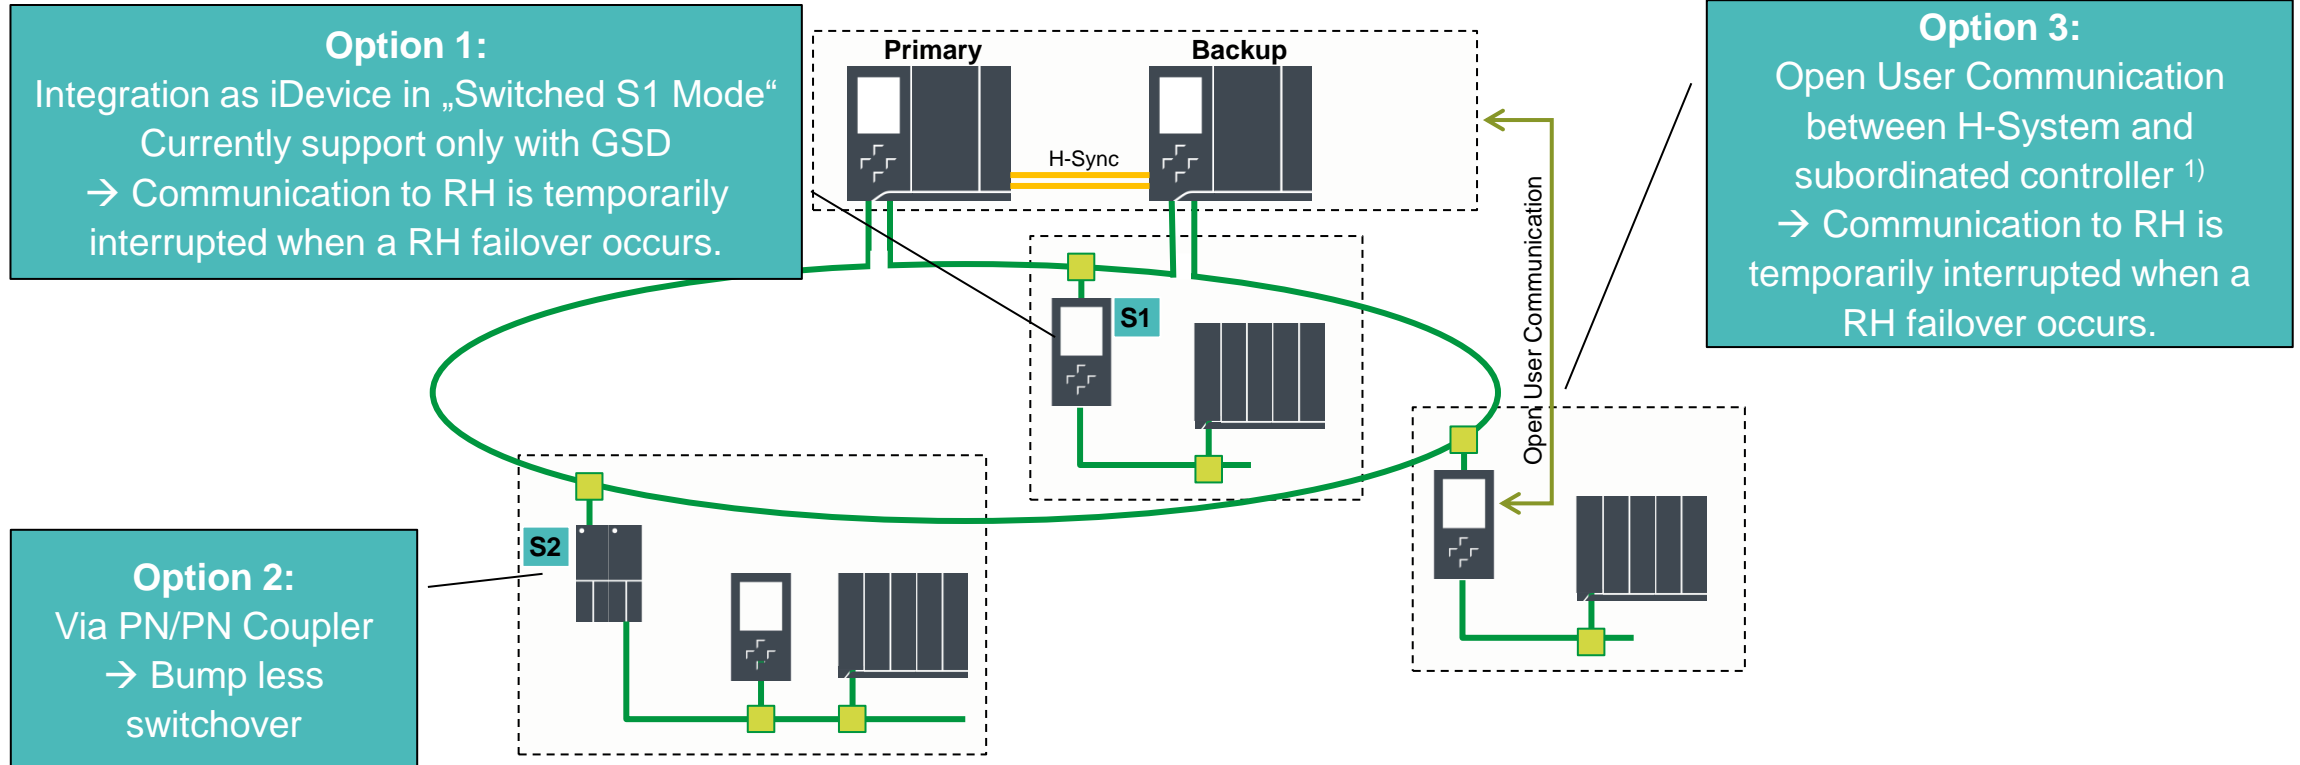 Option 1:
Integration as iDevice in „Switched S1 Mode“
Currently support only with GSD
→ Communication to RH is temporarily
interrupted when a RH failover occurs.
Primary
Backup
H-Sync
Option 3:
Open User Communication
between H-System and
subordinated controller 1)
→ Communication to RH is
temporarily interrupted when a
RH failover occurs.
Open User Communication
S1
S2
Option 2:
Via PN/PN Coupler
→ Bump less
switchover